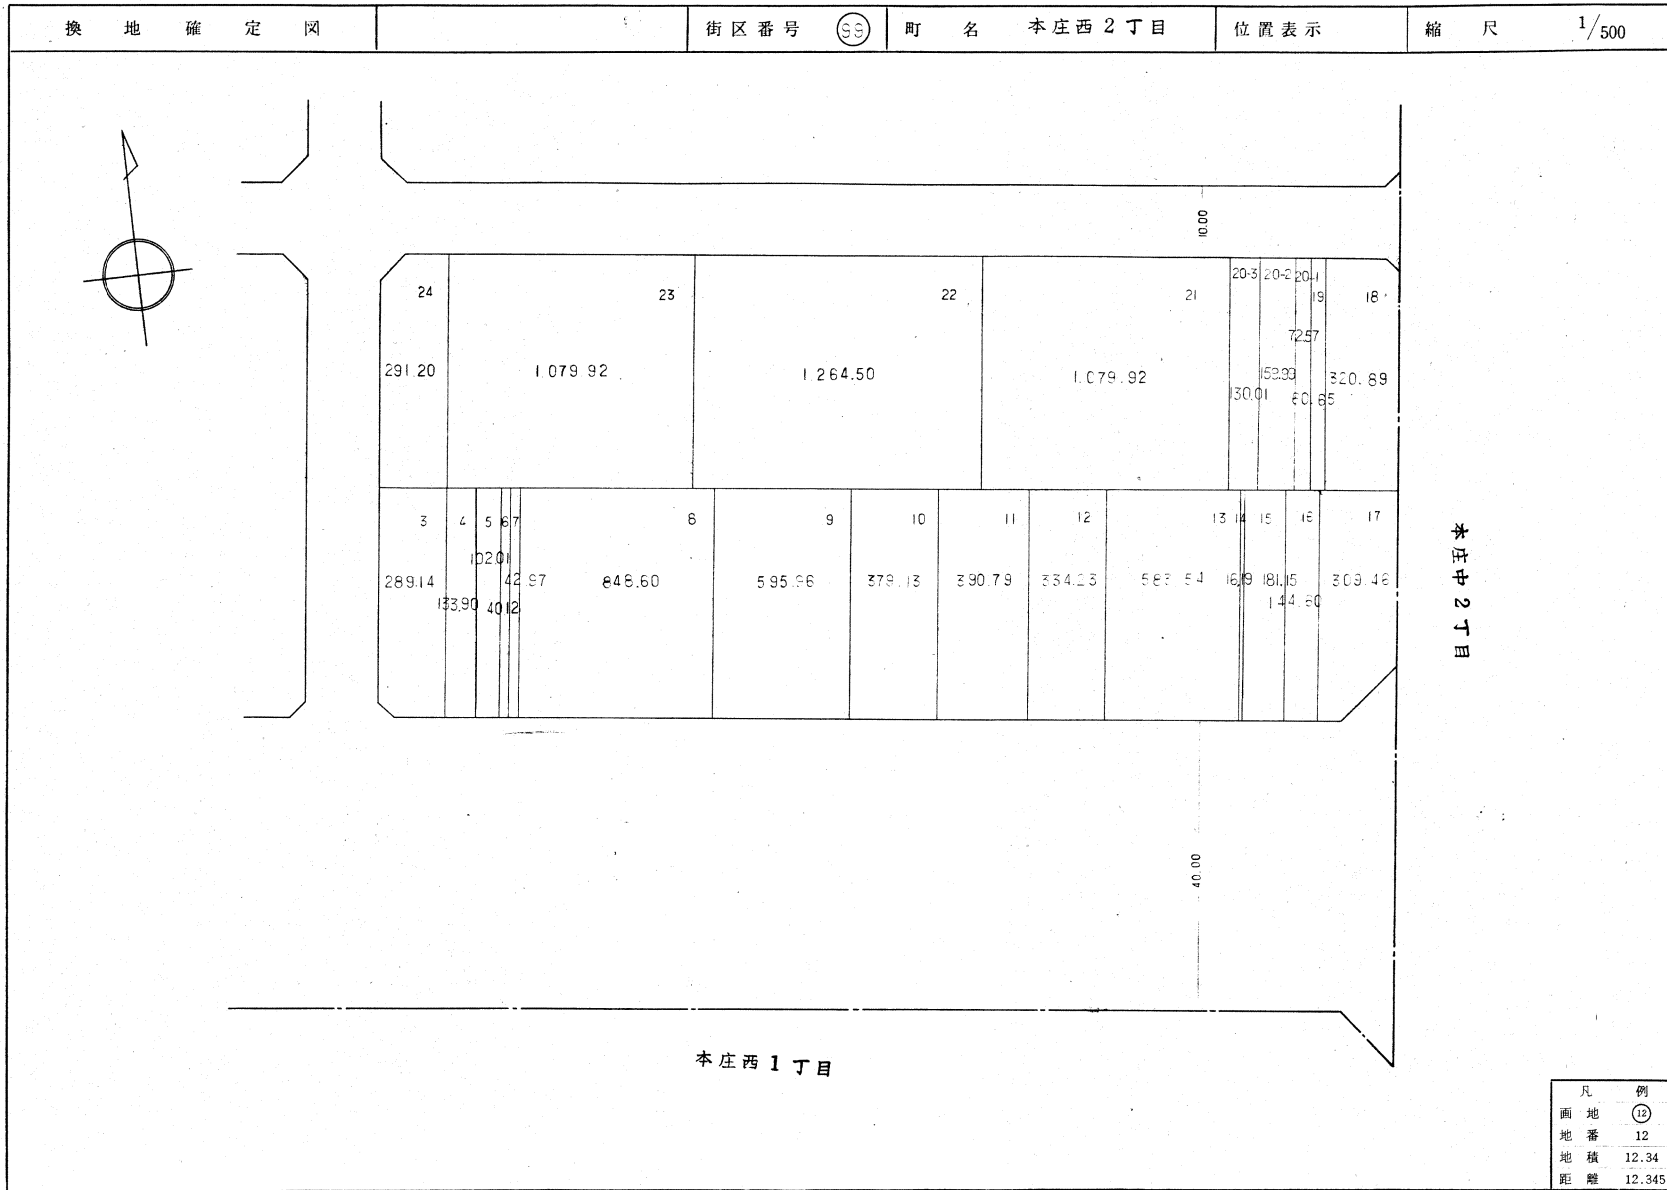 換地確定図 街区番号 99 町名 本庄西2丁目 位置表示 縮尺 1/500
10.00
24 23 22 21 20-3 20-2 20-1 19 18
291.20 1.079 92 1.264.50 1.079.92 130.01 159.99 72.57 60.65 320.89
3 4 5 6 7 8 9 10 11 12 13 14 15 16 17
289.14 133.90 102.01 40.12 42.97 848.60 595.96 379.13 390.79 334.23 16.19 181.15 144.60 309.46
本庄中2丁目
40.00
本庄西1丁目
凡例
画地 12
地番 12
地積 12.34
距離 12.345